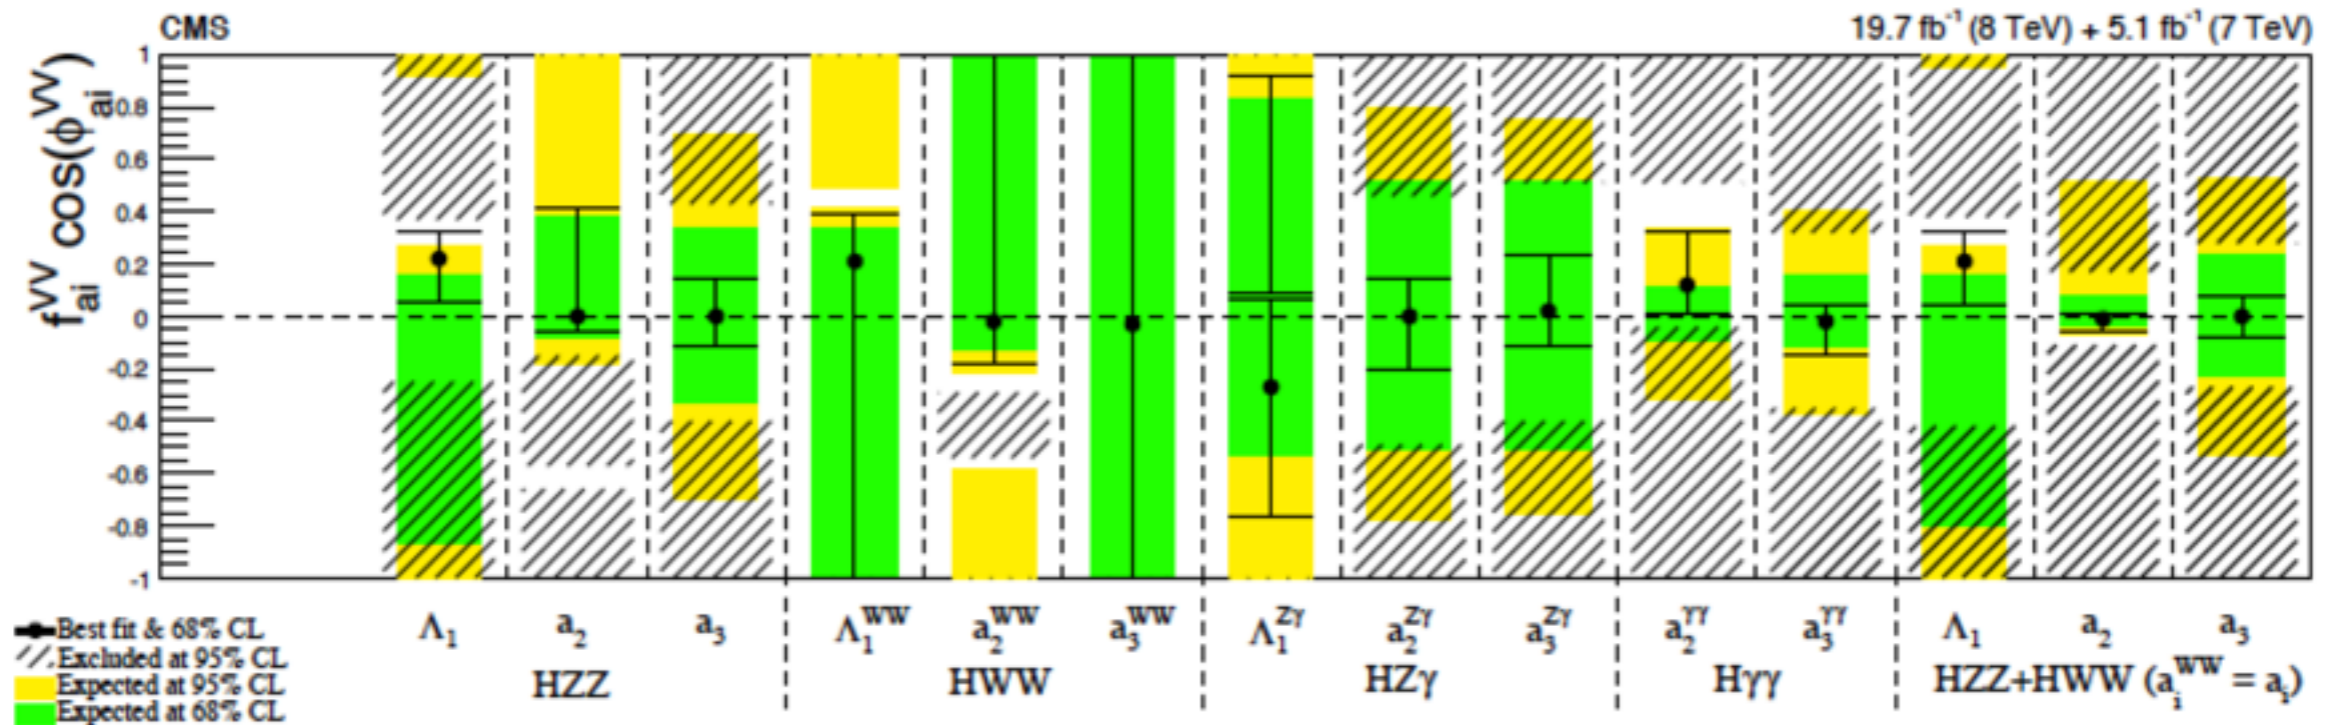 CMS 19.7 fb⁻¹ (8 TeV) + 5.1 fb⁻¹ (7 TeV)
f_ai^VV cos(ϕ_ai^VV)
1
0.8
0.6
0.4
0.2
0
-0.2
-0.4
-0.6
-0.8
-1
Λ₁ a₂ a₃ Λ₁^WW a₂^WW a₃^WW Λ₁^Zγ a₂^Zγ a₃^Zγ a₂^γγ a₃^γγ Λ₁ a₂ a₃
HZZ HWW HZγ Hγγ HZZ+HWW (a_i^WW = a_i)
Best fit & 68% CL
Excluded at 95% CL
Expected at 95% CL
Expected at 68% CL